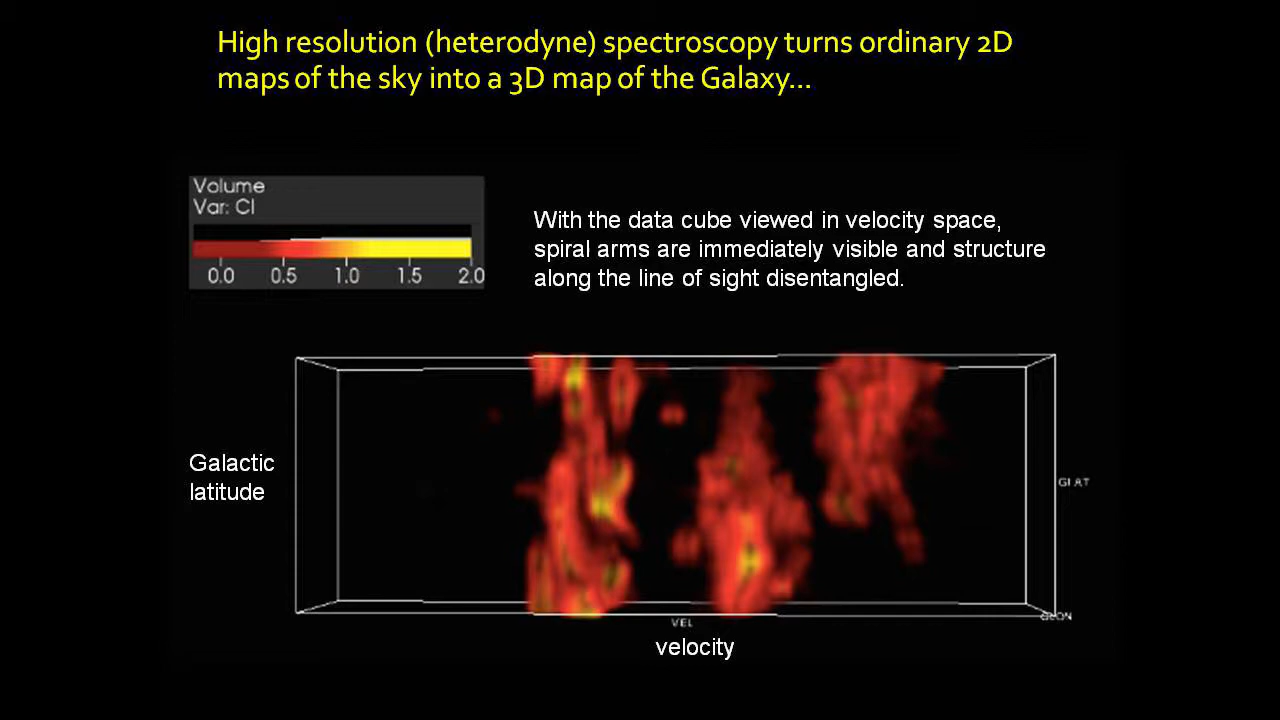 High resolution (heterodyne) spectroscopy turns ordinary 2D
maps of the sky into a 3D map of the Galaxy...
Volume
Var: CI
0.0 0.5 1.0 1.5 2.0
With the data cube viewed in velocity space,
spiral arms are immediately visible and structure
along the line of sight disentangled.
Galactic
latitude
GLAT
VEL
GLON
velocity